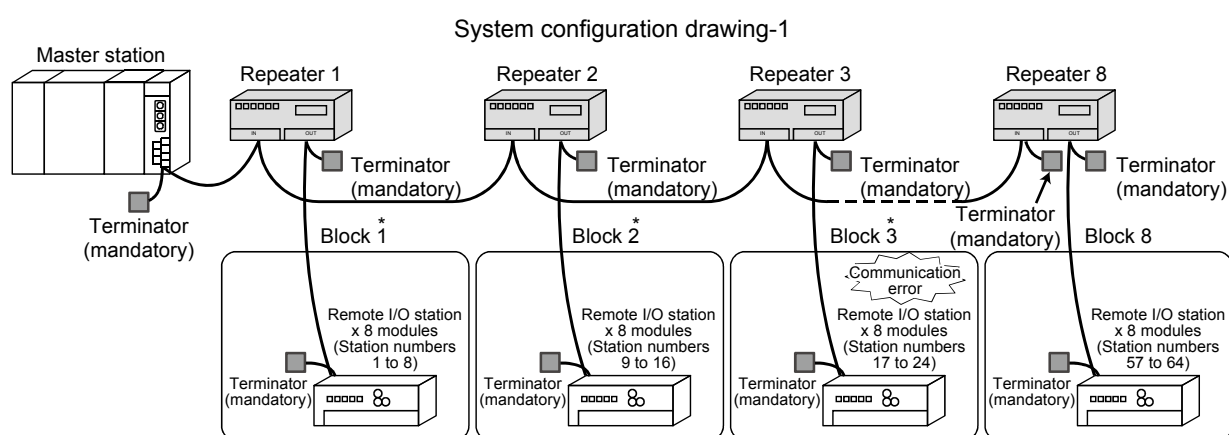 System configuration drawing-1
Master station
Repeater 1
Repeater 2
Repeater 3
Repeater 8
IN
OUT
IN
OUT
IN
OUT
IN
OUT
Terminator
(mandatory)
Terminator
(mandatory)
Terminator
(mandatory)
Terminator
(mandatory)
Terminator
(mandatory)
Terminator
(mandatory)
Block 1*
Block 2*
Block 3*
Block 8
Communication
error
Remote I/O station
x 8 modules
(Station numbers
1 to 8)
Remote I/O station
x 8 modules
(Station numbers
9 to 16)
Remote I/O station
x 8 modules
(Station numbers
17 to 24)
Remote I/O station
x 8 modules
(Station numbers
57 to 64)
Terminator
(mandatory)
Terminator
(mandatory)
Terminator
(mandatory)
Terminator
(mandatory)